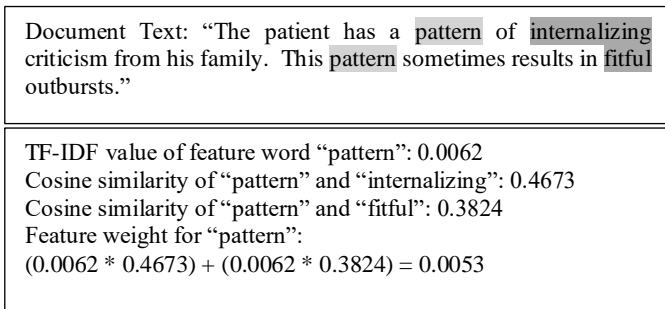 Document Text: “The patient has a pattern of internalizing
criticism from his family. This pattern sometimes results in fitful
outbursts.”
TF-IDF value of feature word “pattern”: 0.0062
Cosine similarity of “pattern” and “internalizing”: 0.4673
Cosine similarity of “pattern” and “fitful”: 0.3824
Feature weight for “pattern”:
(0.0062 * 0.4673) + (0.0062 * 0.3824) = 0.0053